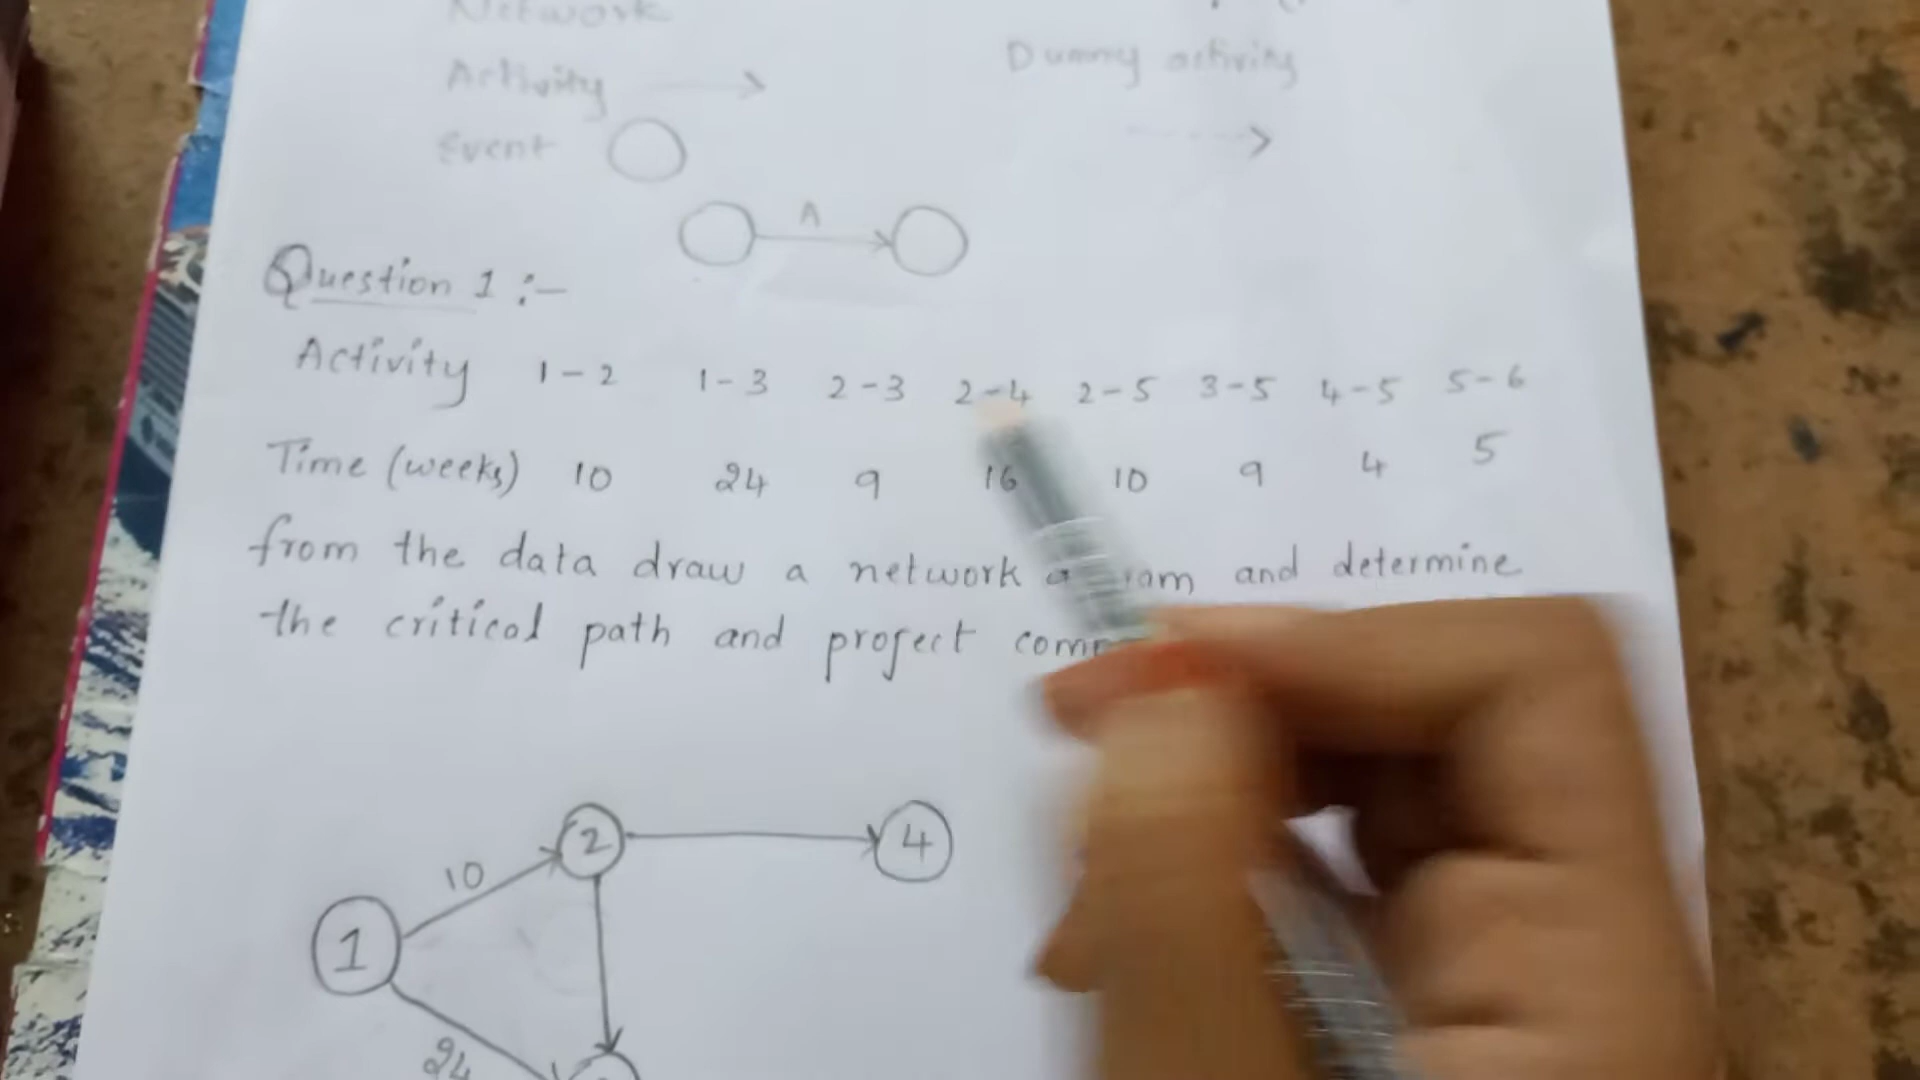 Network
Activity
Dummy activity
Event
A
Question 1 :-
Activity 1-2 1-3 2-3 2-4 2-5 3-5 4-5 5-6
Time (weeks) 10 24 9 16 10 9 4 5
from the data draw a network and determine
the critical path and project
2
4
10
1
24